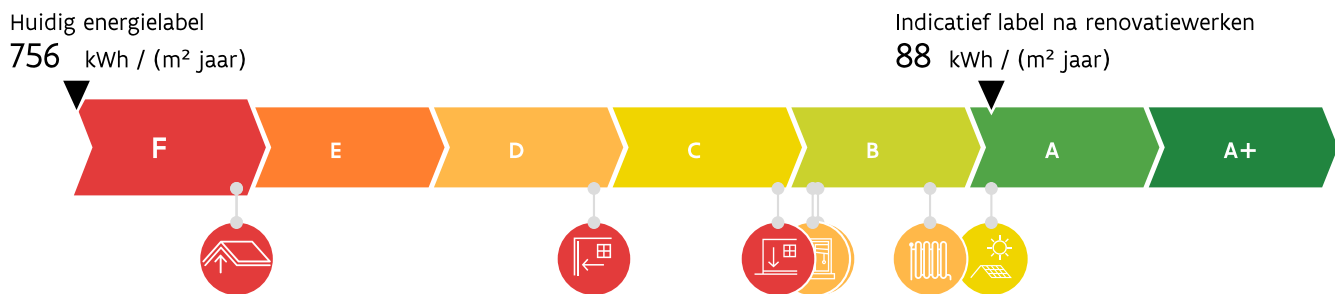 Huidig energielabel
756 kWh / (m² jaar)
Indicatief label na renovatiewerken
88 kWh / (m² jaar)
F E D C B A A+